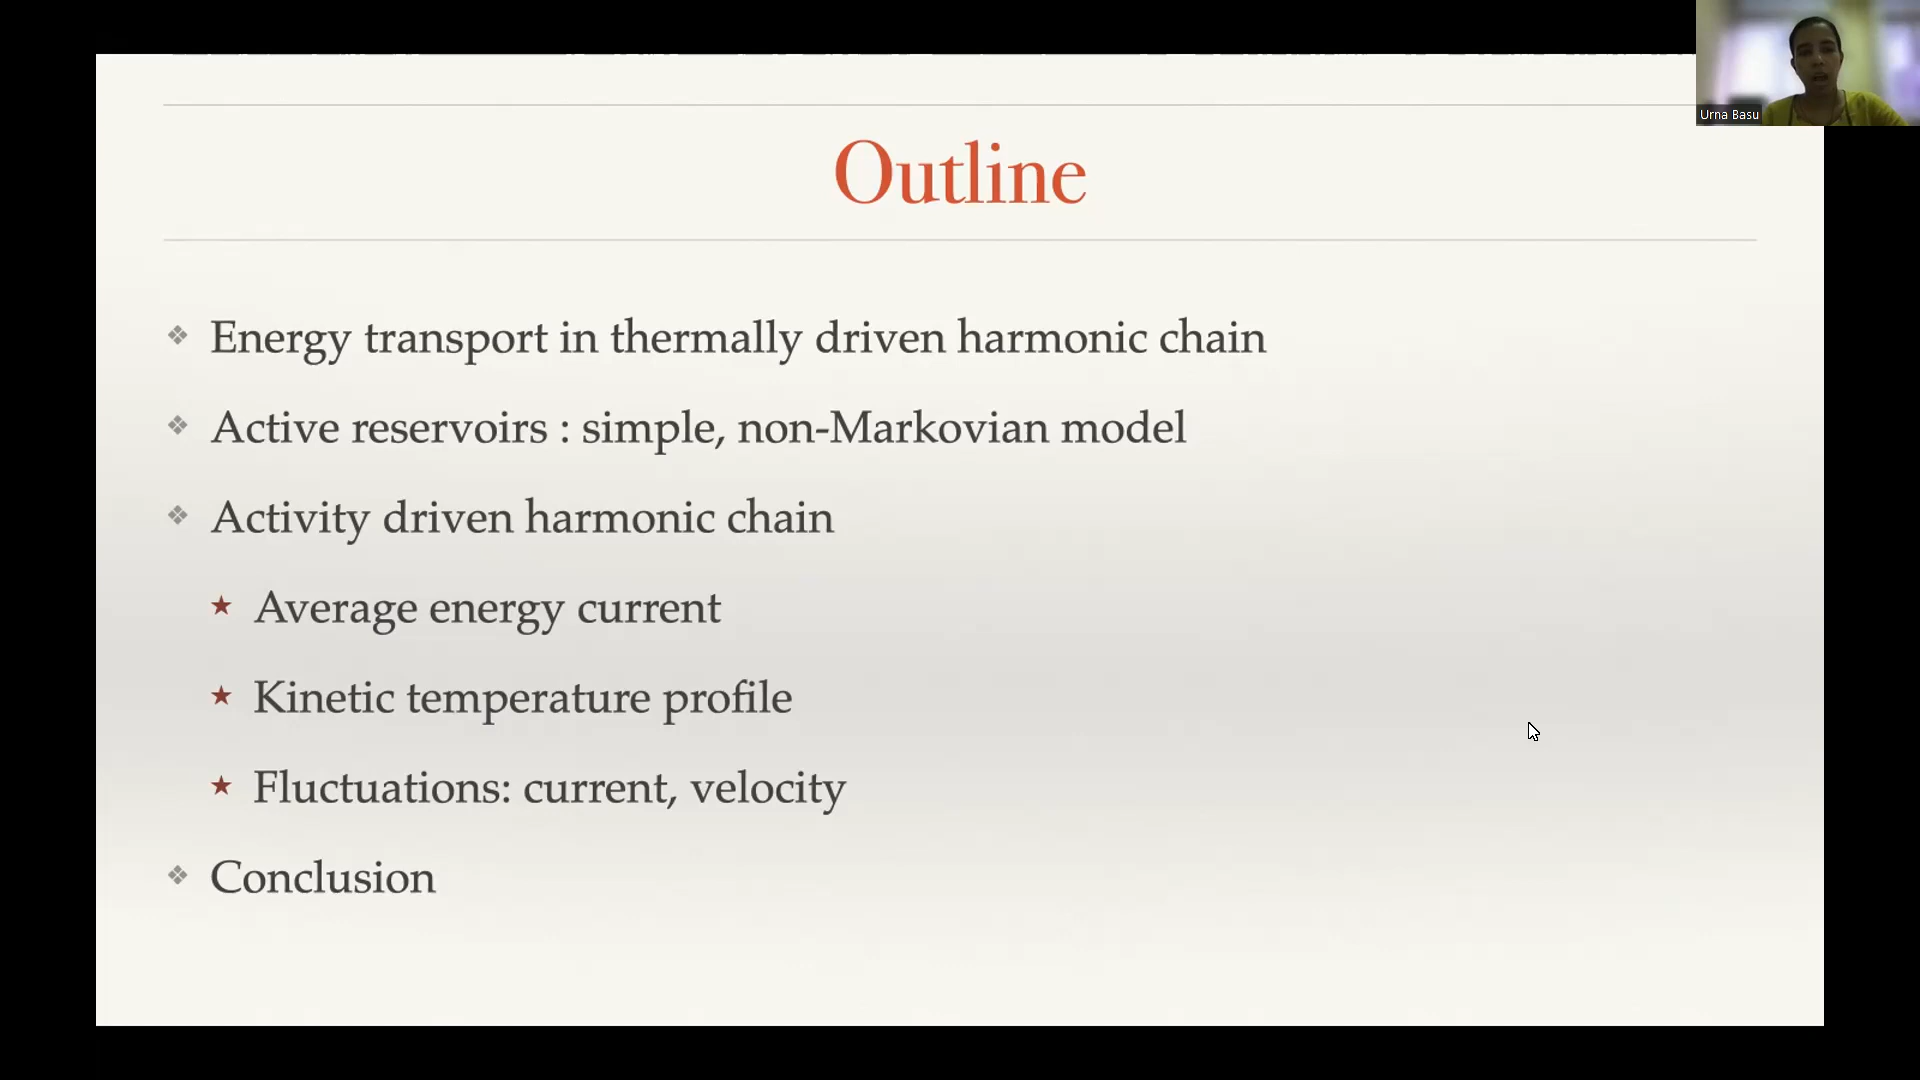 Urna Basu
Outline
Energy transport in thermally driven harmonic chain
Active reservoirs : simple, non-Markovian model
Activity driven harmonic chain
Average energy current
Kinetic temperature profile
Fluctuations: current, velocity
Conclusion